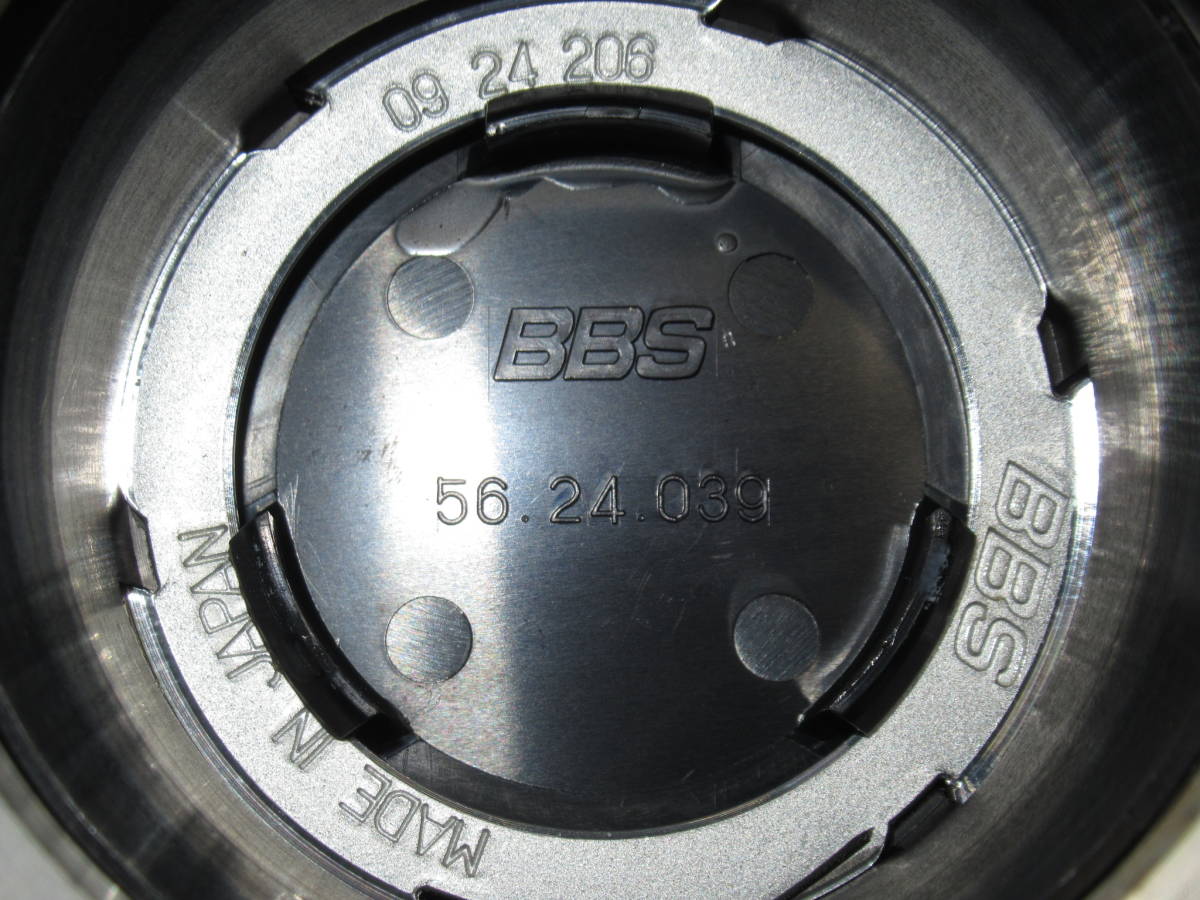 09 24 206
BBS
56.24.039
BBS
MADE IN JAPAN